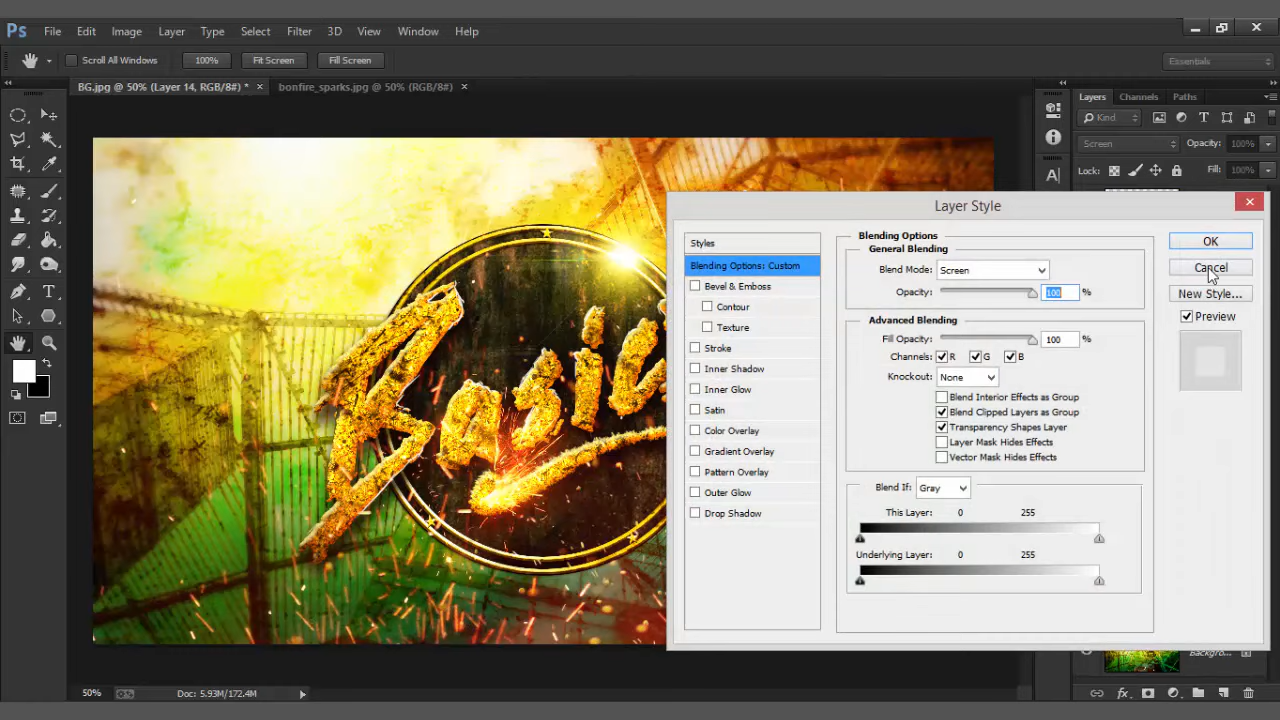 Ps File Edit Image Layer Type Select Filter 3D View Window Help
Scroll All Windows 100% Fit Screen Fill Screen Essentials
BG.jpg @ 50% (Layer 14, RGB/8#) * × bonfire_sparks.jpg @ 50% (RGB/8#) ×
Layers Channels Paths
Kind
Screen Opacity: 100%
Lock: Fill: 100%
Layer Style
Styles
Blending Options: Custom
Bevel & Emboss
Contour
Texture
Stroke
Inner Shadow
Inner Glow
Satin
Color Overlay
Gradient Overlay
Pattern Overlay
Outer Glow
Drop Shadow
Blending Options
General Blending
Blend Mode: Screen
Opacity: 100 %
Advanced Blending
Fill Opacity: 100 %
Channels: R G B
Knockout: None
Blend Interior Effects as Group
Blend Clipped Layers as Group
Transparency Shapes Layer
Layer Mask Hides Effects
Vector Mask Hides Effects
Blend If: Gray
This Layer: 0 255
Underlying Layer: 0 255
OK
Cancel
New Style...
Preview
Backgro...
50% Doc: 5.93M/172.4M